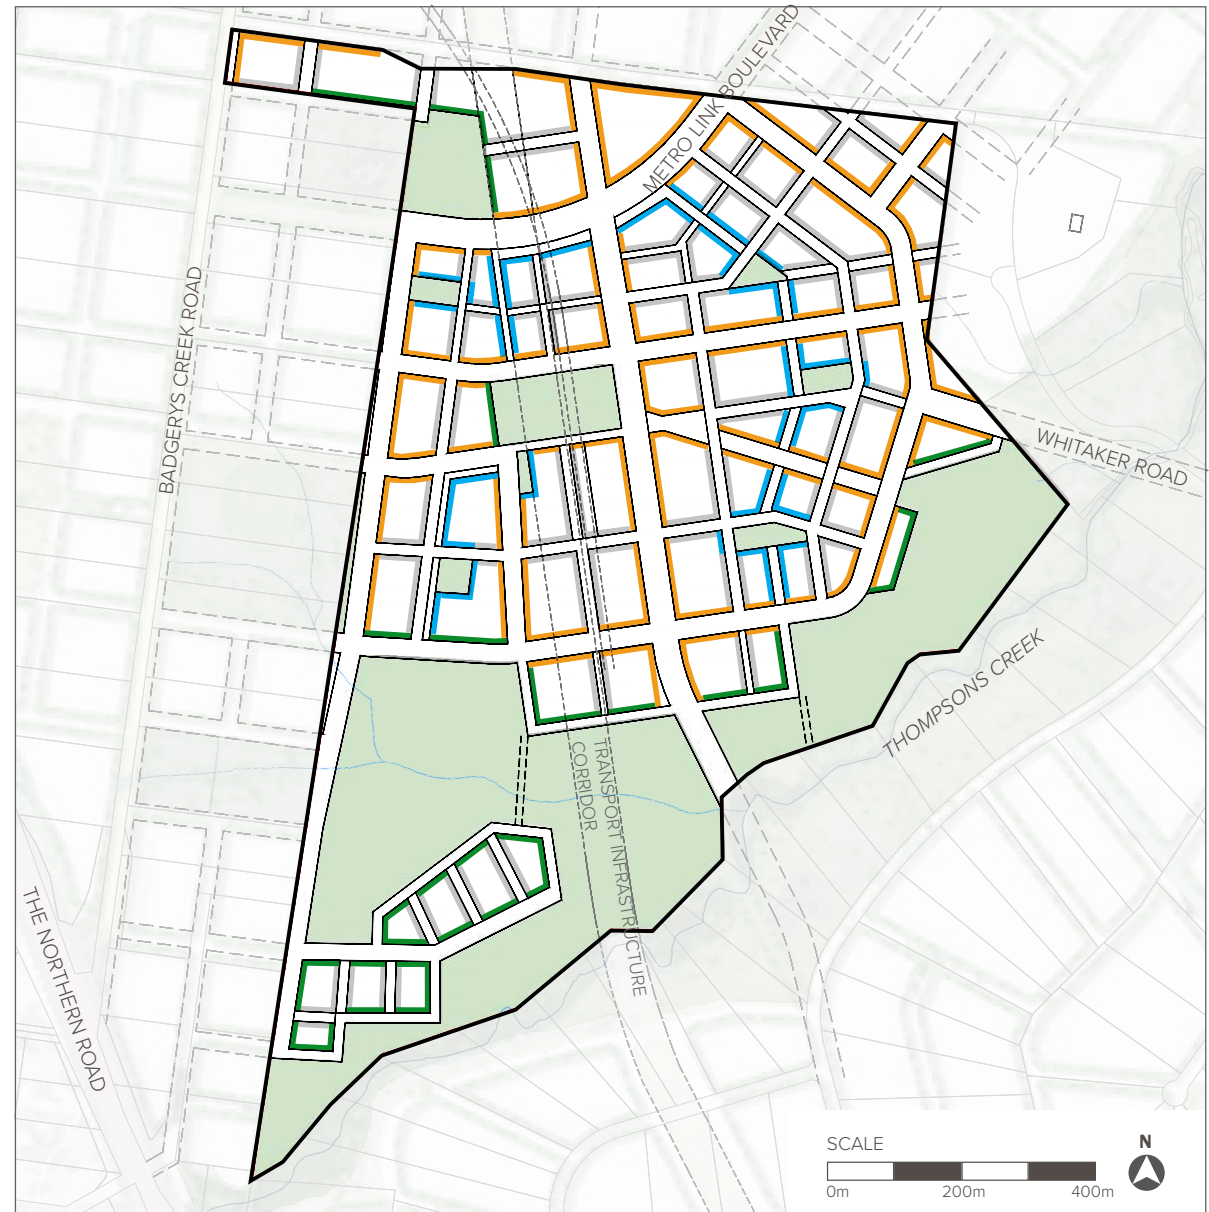 METRO LINK BOULEVARD
BADGERYS CREEK ROAD
WHITAKER ROAD
THOMPSONS CREEK
TRANSPORT INFRASTRUCTURE
CORRIDOR
THE NORTHERN ROAD
SCALE
N
0m 200m 400m